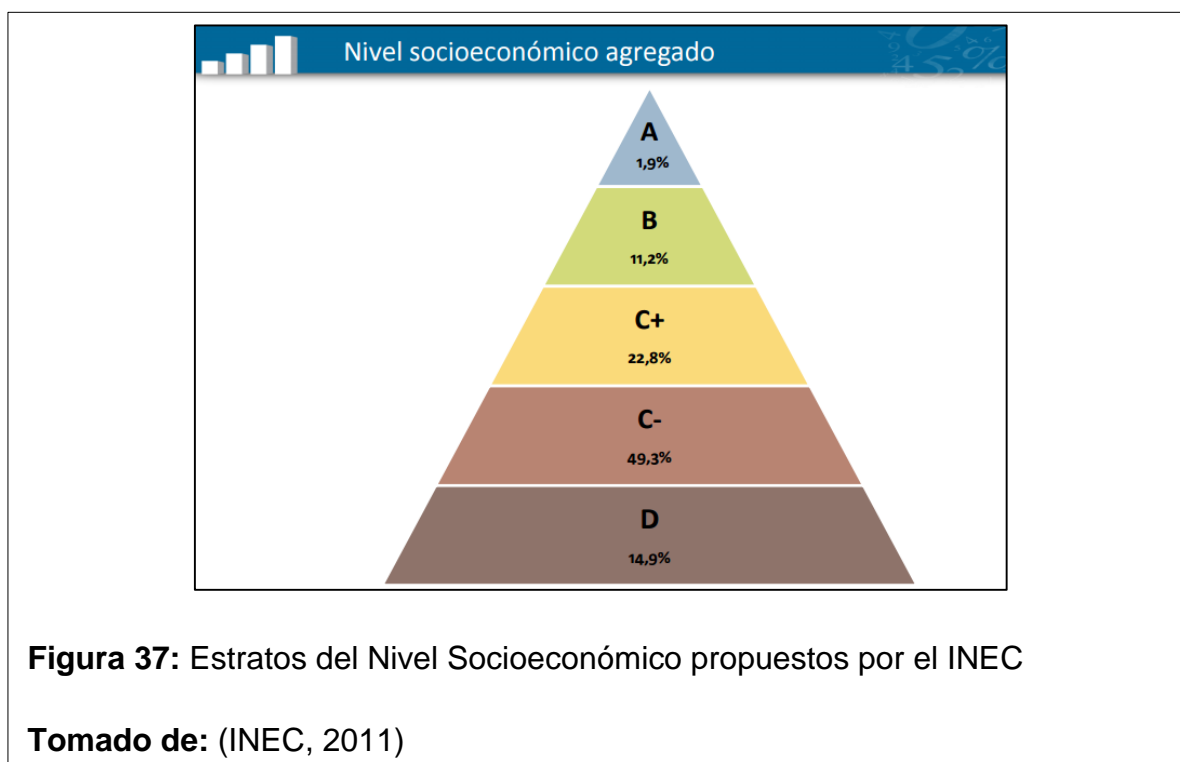 Nivel socioeconómico agregado
A
1,9%
B
11,2%
C+
22,8%
C-
49,3%
D
14,9%
Figura 37: Estratos del Nivel Socioeconómico propuestos por el INEC
Tomado de: (INEC, 2011)